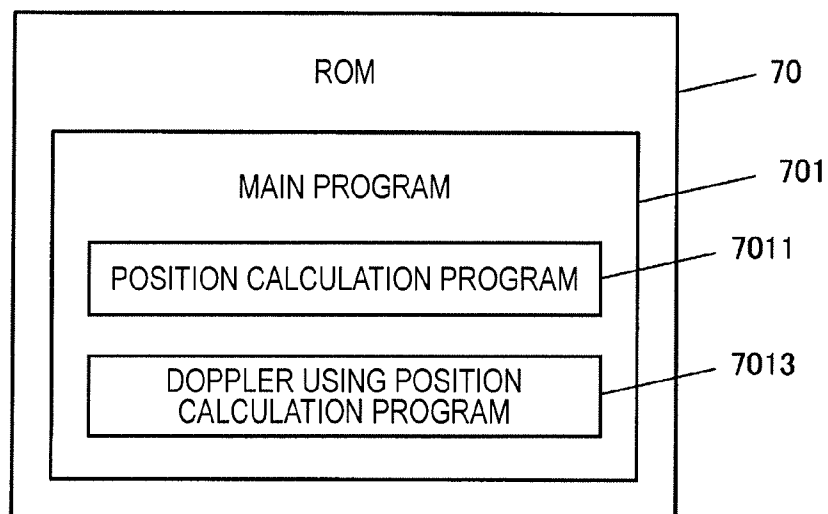 ROM
70
MAIN PROGRAM
701
POSITION CALCULATION PROGRAM
7011
DOPPLER USING POSITION
CALCULATION PROGRAM
7013